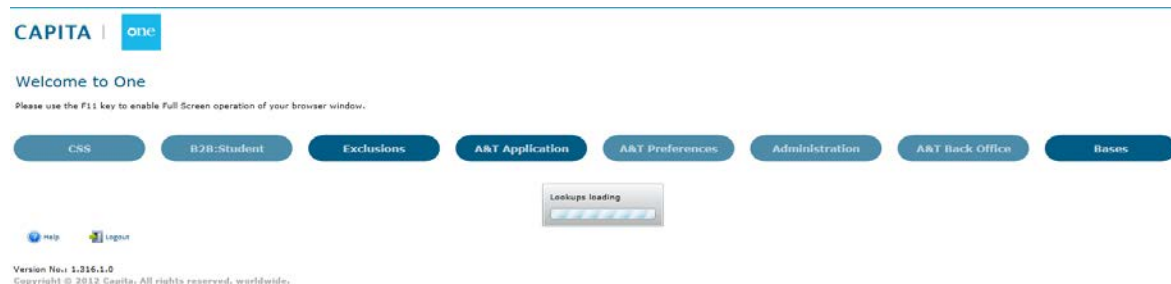 CAPITA | one
Welcome to One
Please use the F11 key to enable Full Screen operation of your browser window.
CSS B2B:Student Exclusions A&T Application A&T Preferences Administration A&T Back Office Bases
Lookups loading
Help Logout
Version No.: 1.316.1.0
Copyright © 2012 Capita. All rights reserved, worldwide.